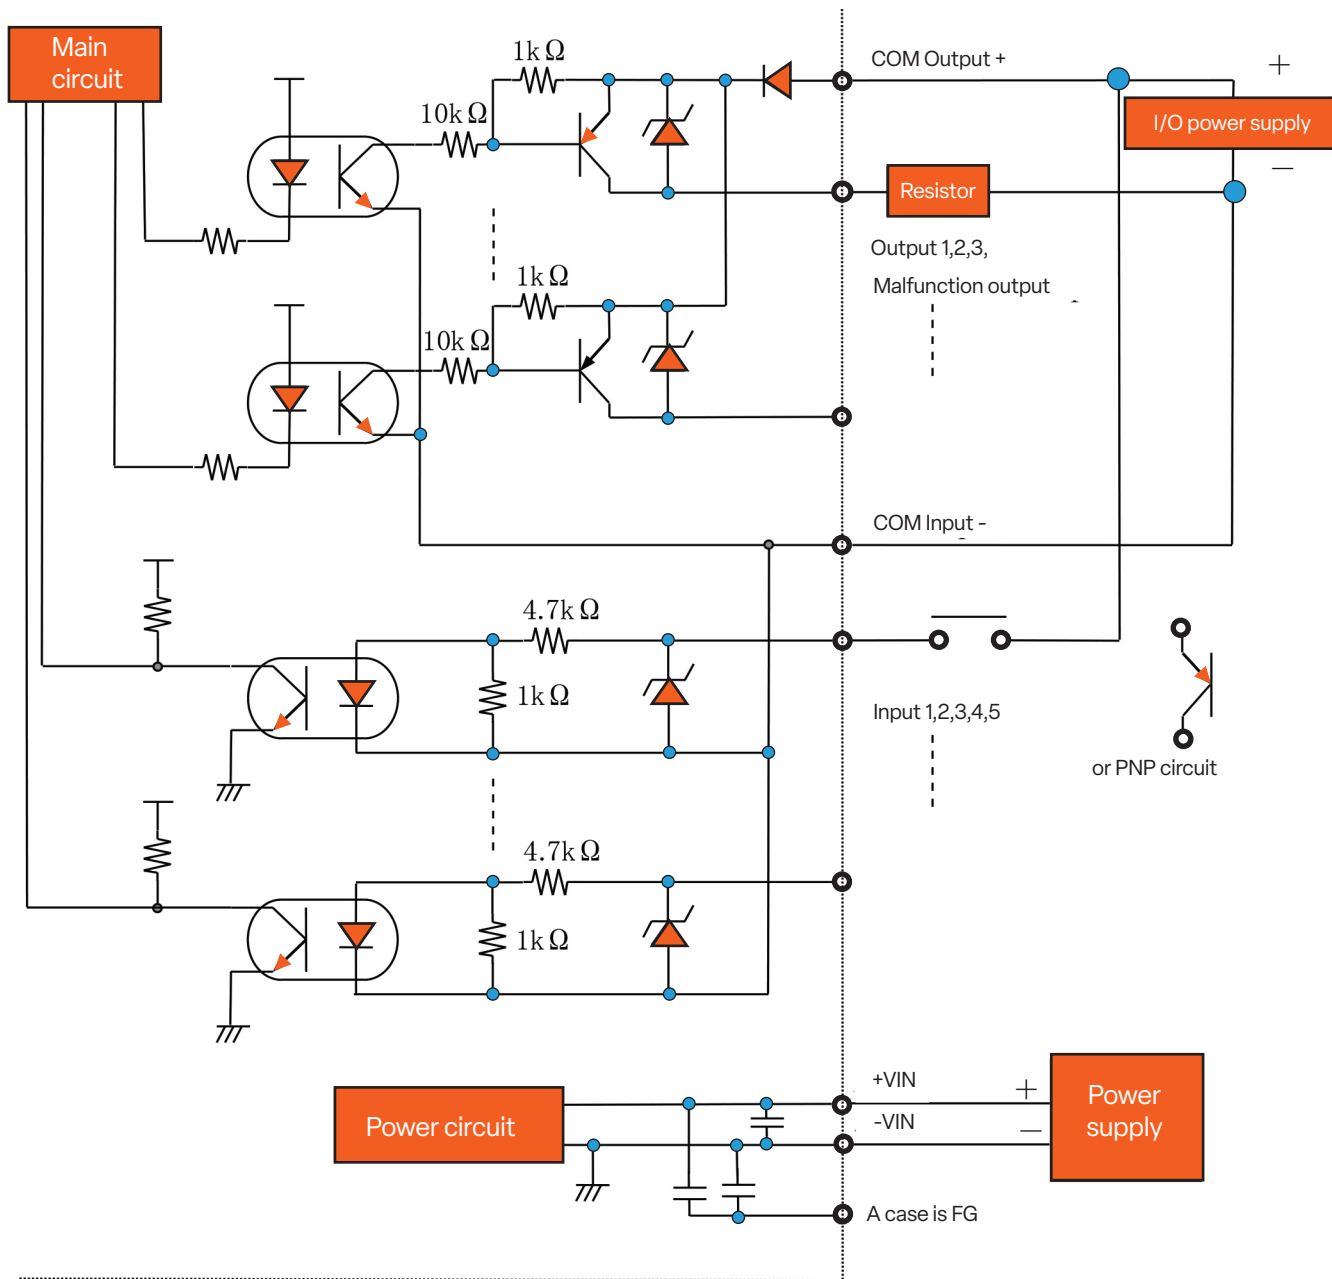 Main
circuit
1k Ω
COM Output +
+
10k Ω
I/O power supply
−
Resistor
Output 1,2,3,
Malfunction output
1k Ω
10k Ω
COM Input -
4.7k Ω
1k Ω
Input 1,2,3,4,5
or PNP circuit
4.7k Ω
1k Ω
+VIN
+
Power
supply
Power circuit
-VIN
−
A case is FG